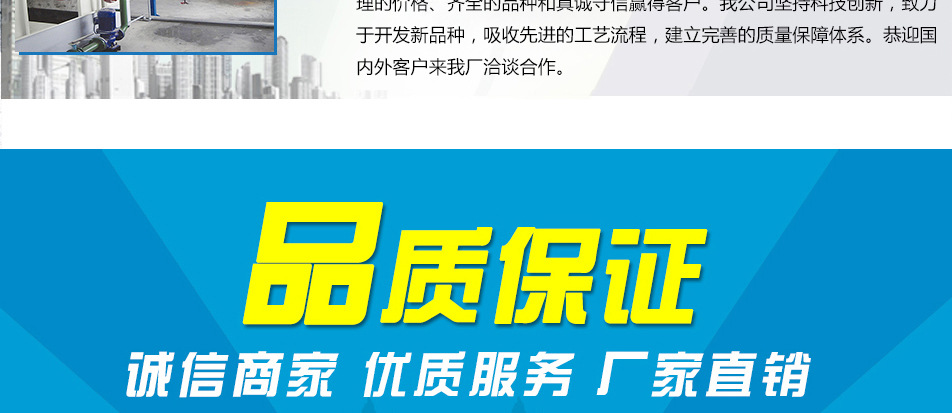 理的价格、齐全的品种和真诚守信赢得客户。我公司坚持科技创新，致力
于开发新品种，吸收先进的工艺流程，建立完善的质量保障体系。恭迎国
内外客户来我厂洽谈合作。
品质保证
诚信商家 优质服务 厂家直销